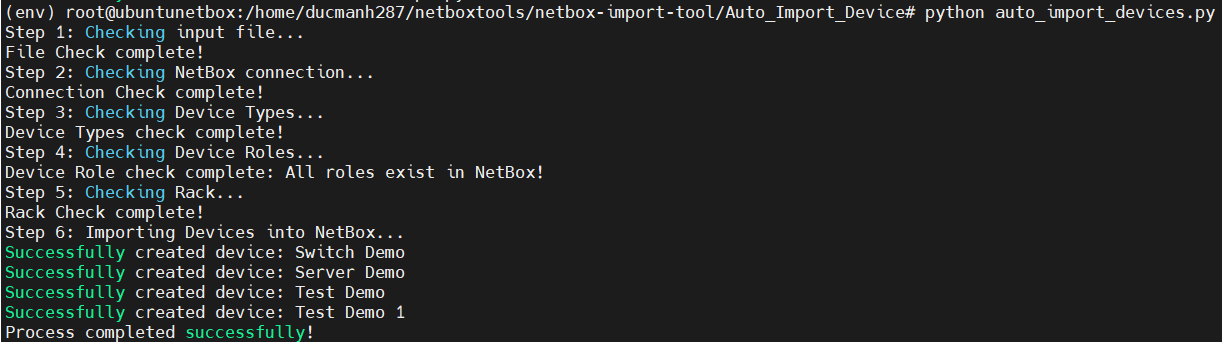 (env) root@ubuntunetbox:/home/ducmanh287/netboxtools/netbox-import-tool/Auto_Import_Device# python auto_import_devices.py
Step 1: Checking input file...
File Check complete!
Step 2: Checking NetBox connection...
Connection Check complete!
Step 3: Checking Device Types...
Device Types check complete!
Step 4: Checking Device Roles...
Device Role check complete: All roles exist in NetBox!
Step 5: Checking Rack...
Rack Check complete!
Step 6: Importing Devices into NetBox...
Successfully created device: Switch Demo
Successfully created device: Server Demo
Successfully created device: Test Demo
Successfully created device: Test Demo 1
Process completed successfully!